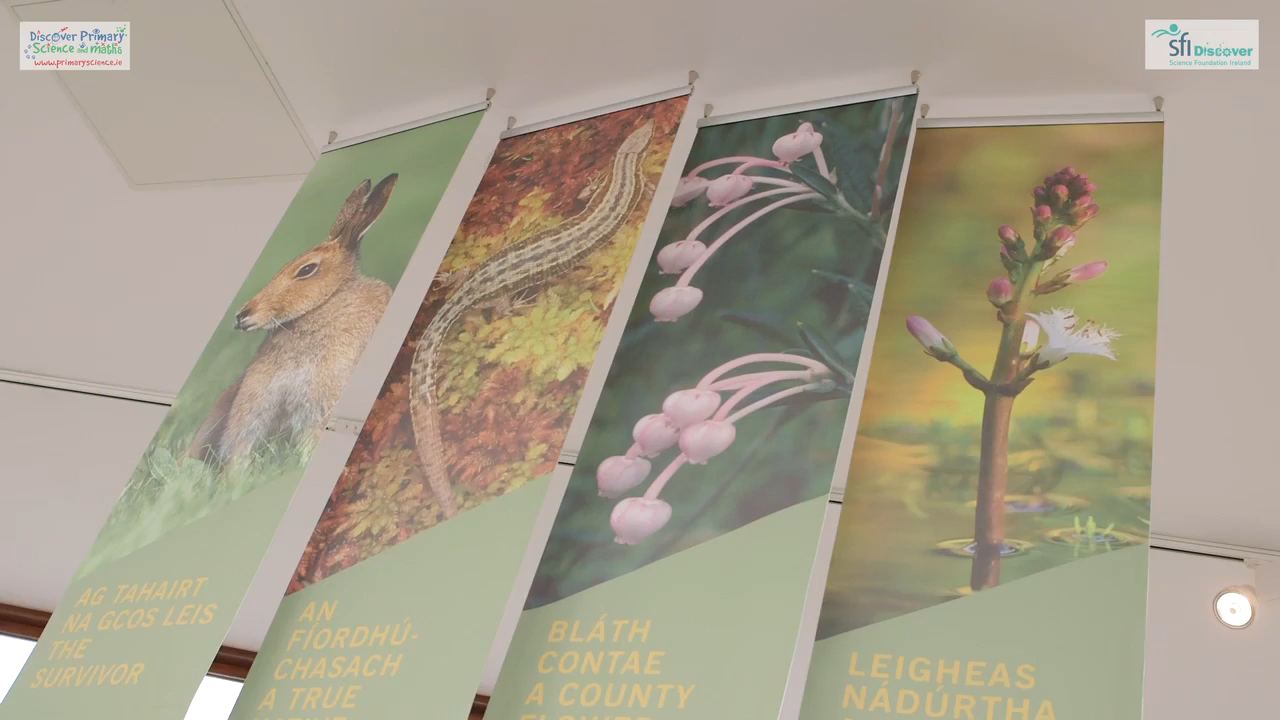 Discover Primary
Science and maths
www.primaryscience.ie
sfi Discover
Science Foundation Ireland
AG TAHAIRT
NA GCOS LEIS
THE
SURVIVOR
AN
FÍORDHÚ-
CHASACH
A TRUE
BLÁTH
CONTAE
A COUNTY
FLOWER
LEIGHEAS
NÁDÚRTHA